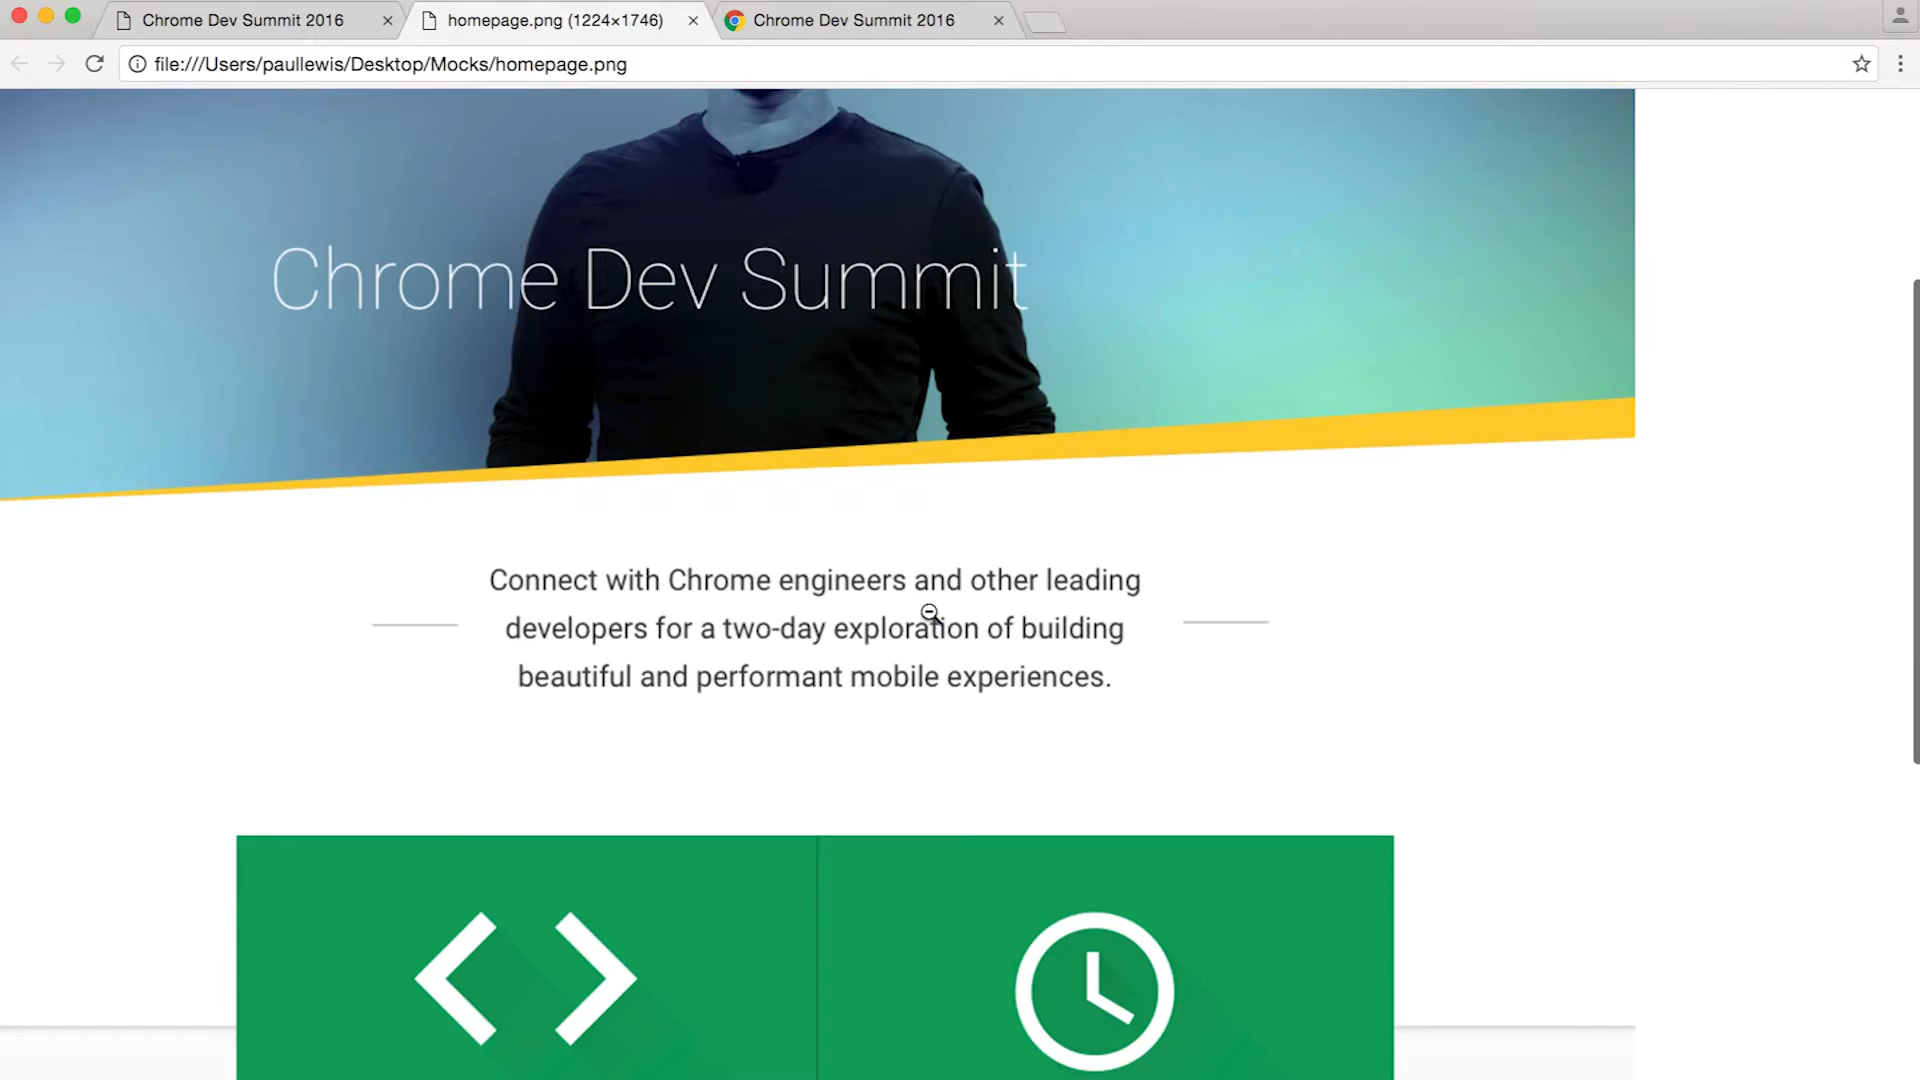 Chrome Dev Summit 2016
homepage.png (1224×1746)
Chrome Dev Summit 2016
file:///Users/paullewis/Desktop/Mocks/homepage.png
Chrome Dev Summit
Connect with Chrome engineers and other leading
developers for a two-day exploration of building
beautiful and performant mobile experiences.